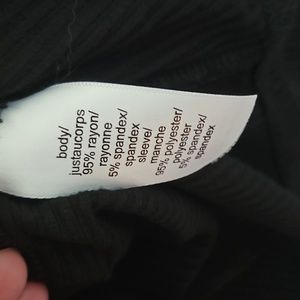 body/
justaucorps
95% rayon/
rayonne
5% spandex/
spandex
sleeve/
manche
95% polyester/
polyester
5% spandex/
spandex